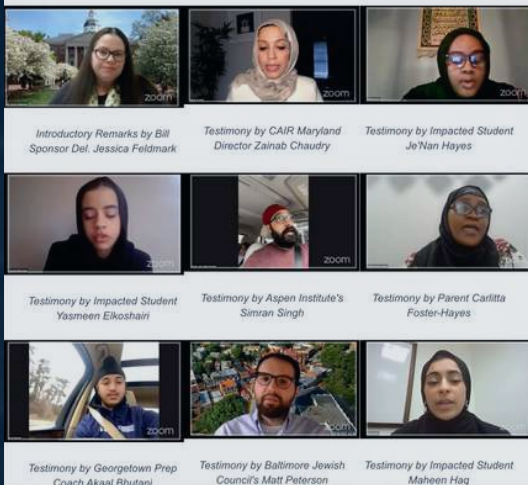 zoom
zoom
zoom
Introductory Remarks by Bill
Sponsor Del. Jessica Feldmark
Testimony by CAIR Maryland
Director Zainab Chaudry
Testimony by Impacted Student
Je'Nan Hayes
zoom
zoom
zoom
Testimony by Impacted Student
Yasmeen Elkoshairi
Testimony by Aspen Institute's
Simran Singh
Testimony by Parent Carlitta
Foster-Hayes
zoom
zoom
zoom
Testimony by Georgetown Prep
Coach Akaal Bhutani
Testimony by Baltimore Jewish
Council's Matt Peterson
Testimony by Impacted Student
Maheen Haq